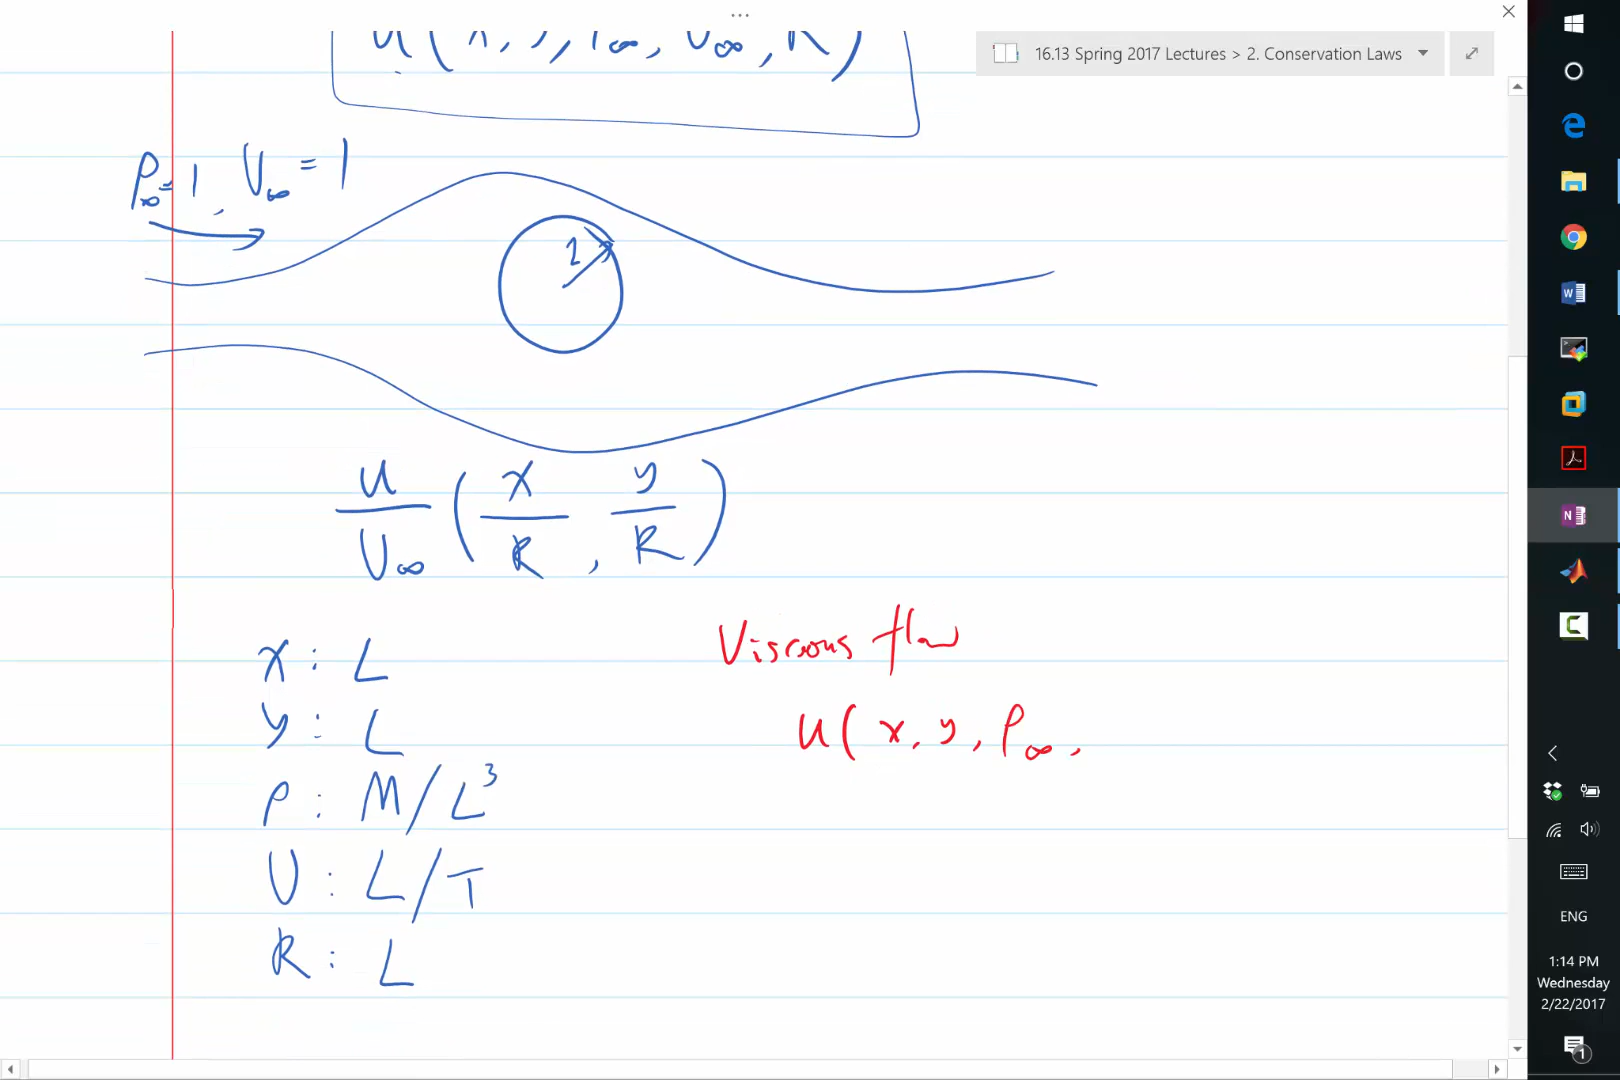 u ( x, y, ρ∞, V∞, R )
16.13 Spring 2017 Lectures > 2. Conservation Laws
ρ∞ = 1, V∞ = 1
1
u / V∞ ( x / R , y / R )
x : L
y : L
ρ : M/L³
U : L/T
R : L
Viscous flow
u( x, y, ρ∞,
ENG
1:14 PM
Wednesday
2/22/2017
1